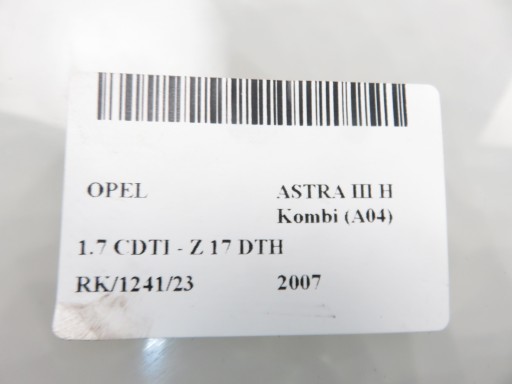 OPEL ASTRA III H
Kombi (A04)
1.7 CDTI - Z 17 DTH
RK/1241/23 2007